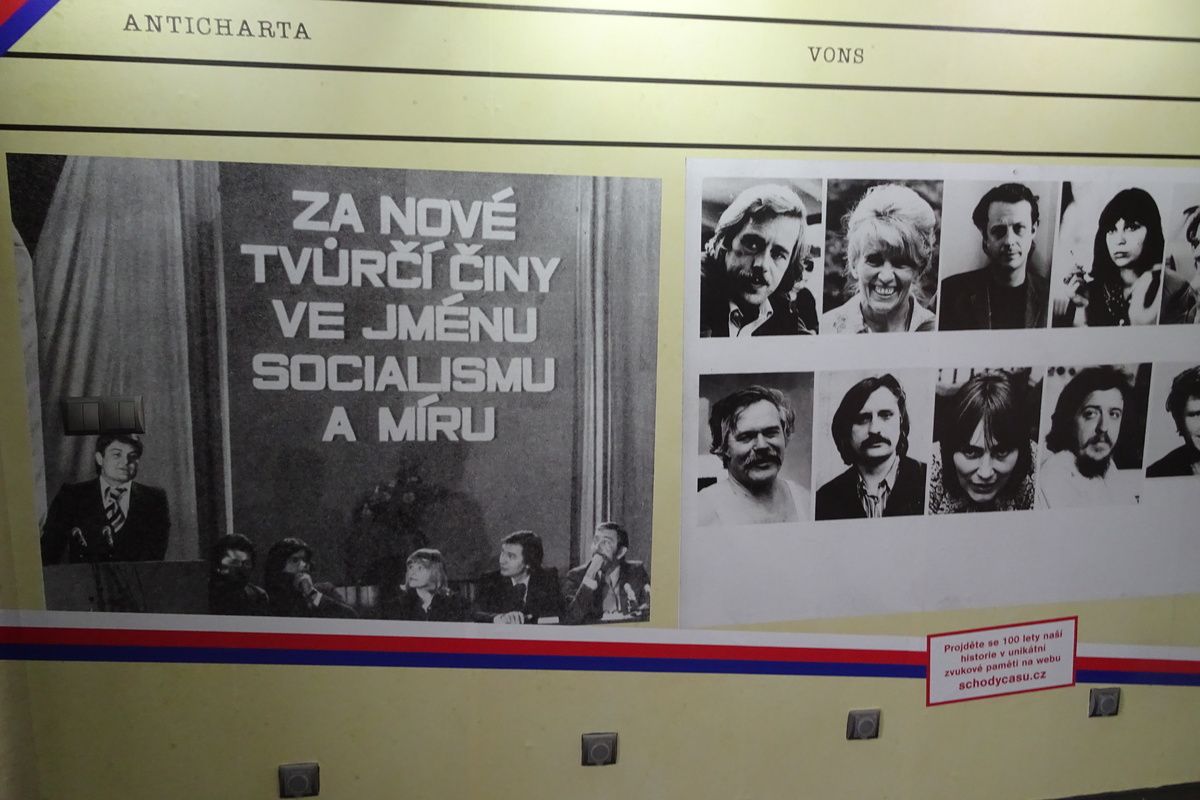 ANTICHARTA
VONS
ZA NOVÉ
TVŮRČÍ ČINY
VE JMÉNU
SOCIALISMU
A MÍRU
Projděte se 100 lety naší
historie v unikátní
zvukové paměti na webu
schodycasu.cz